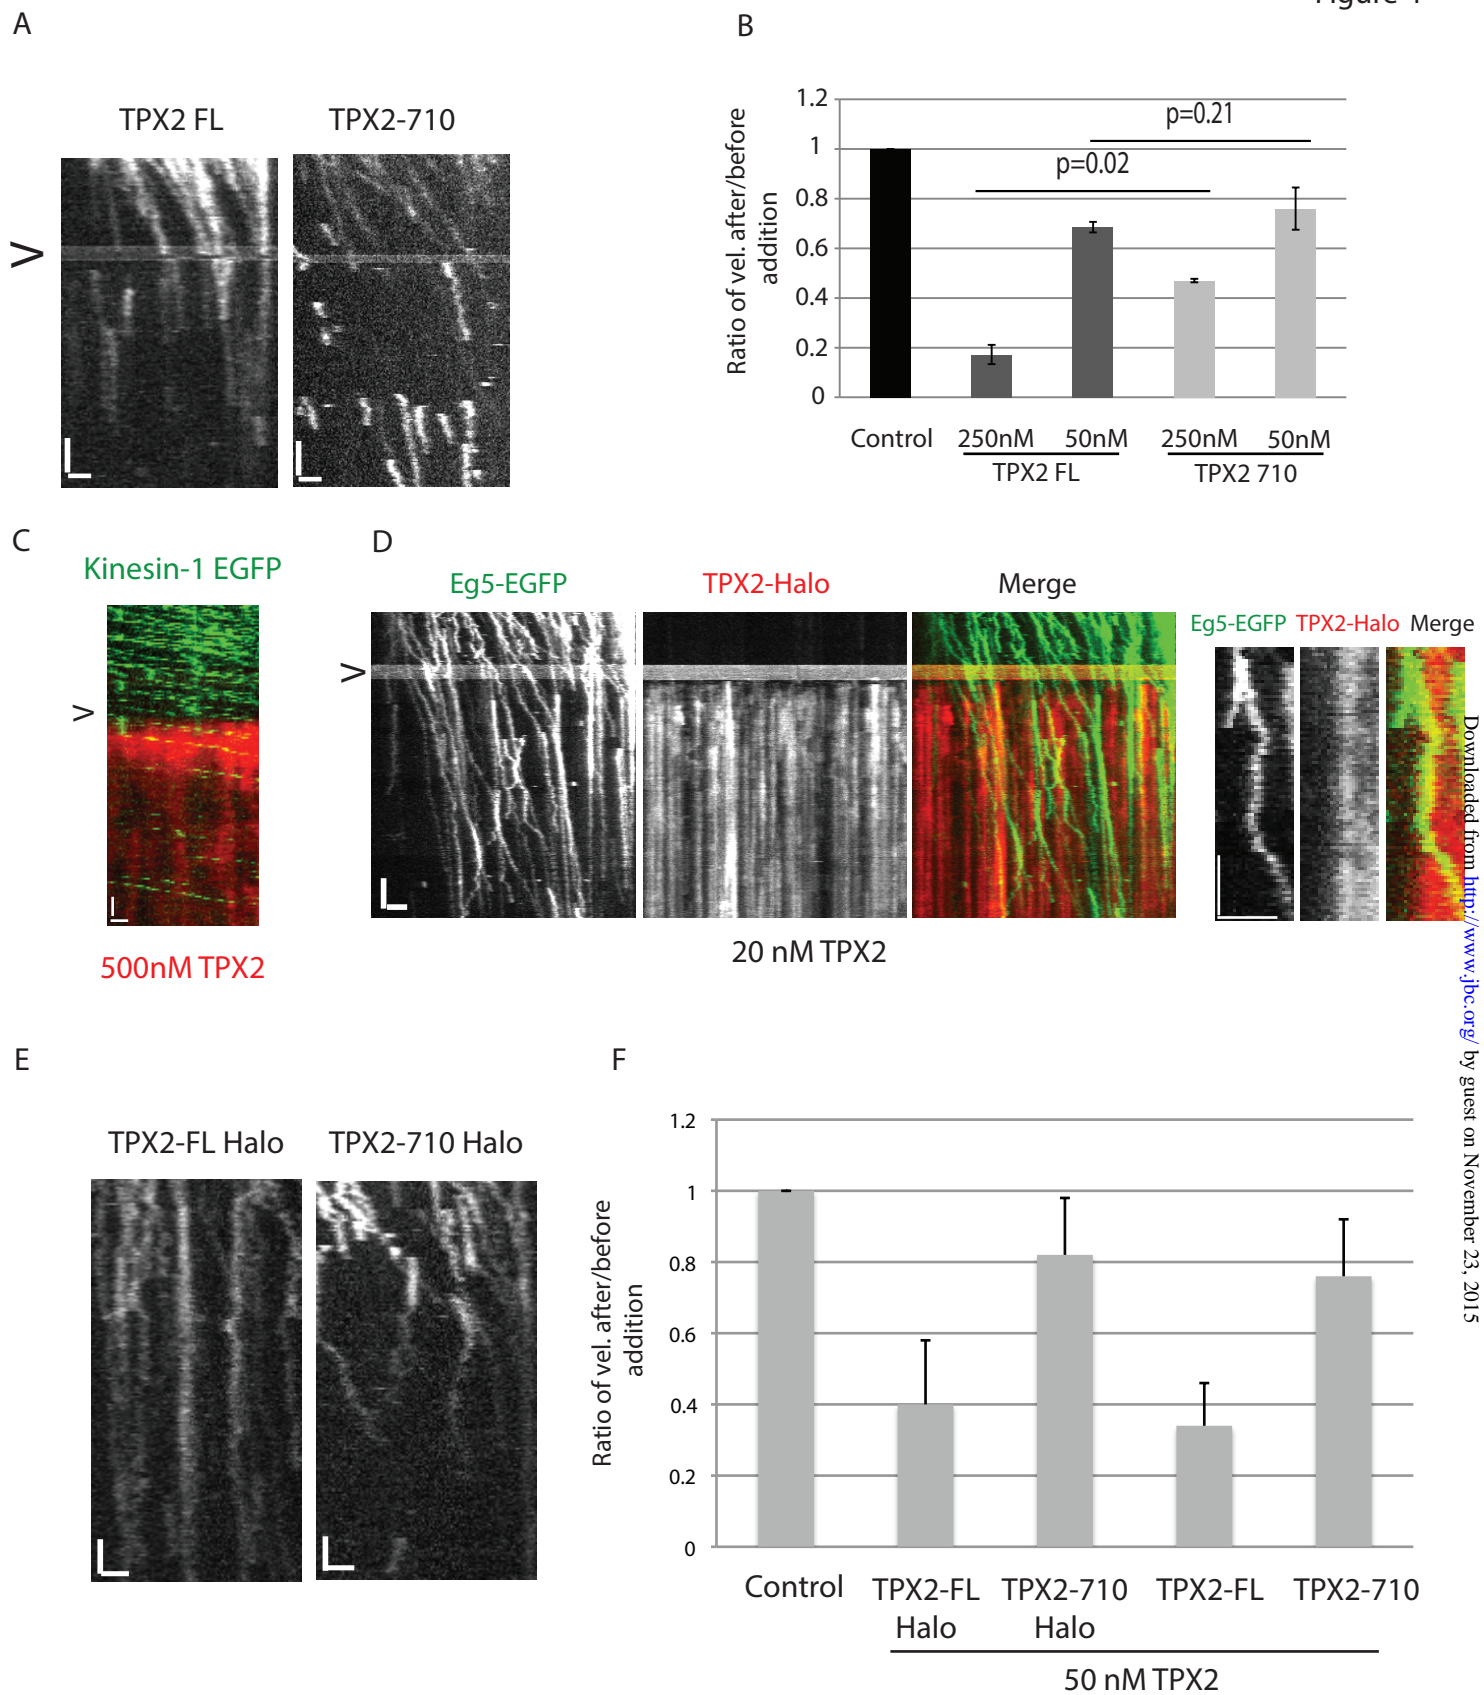 A
TPX2 FL
TPX2-710
>
B
Ratio of vel. after/before
addition
1.2
1
0.8
0.6
0.4
0.2
0
p=0.21
p=0.02
Control
250nM
50nM
250nM
50nM
TPX2 FL
TPX2 710
C
Kinesin-1 EGFP
>
500nM TPX2
D
Eg5-EGFP
TPX2-Halo
Merge
>
20 nM TPX2
Eg5-EGFP TPX2-Halo Merge
Downloaded from http://www.jbc.org/ by guest on November 23, 2015
E
TPX2-FL Halo
TPX2-710 Halo
F
Ratio of vel. after/before
addition
1.2
1
0.8
0.6
0.4
0.2
0
Control
TPX2-FL
Halo
TPX2-710
Halo
TPX2-FL
TPX2-710
50 nM TPX2